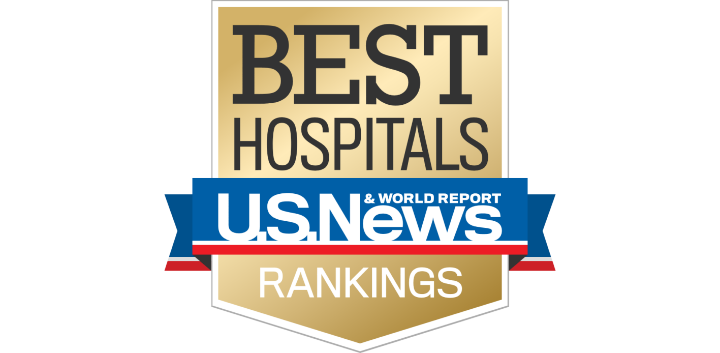 BEST
HOSPITALS
& WORLD REPORT
U.S.News
RANKINGS